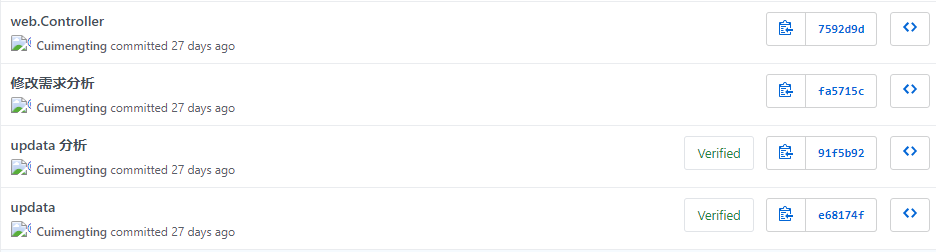 web.Controller
Cuimengting committed 27 days ago
7592d9d
修改需求分析
Cuimengting committed 27 days ago
fa5715c
updata 分析
Cuimengting committed 27 days ago
Verified
91f5b92
updata
Cuimengting committed 27 days ago
Verified
e68174f